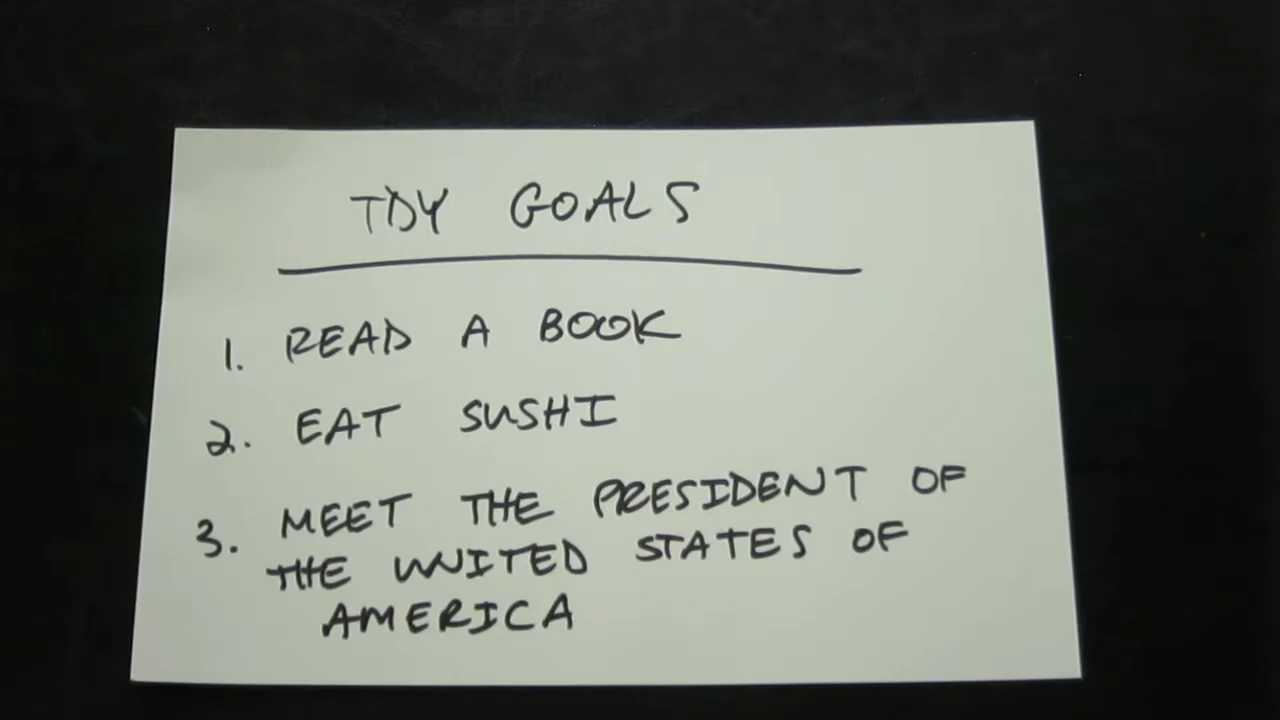 TDY GOALS
1. READ A BOOK
2. EAT SUSHI
3. MEET THE PRESIDENT OF
THE UNITED STATES OF
AMERICA